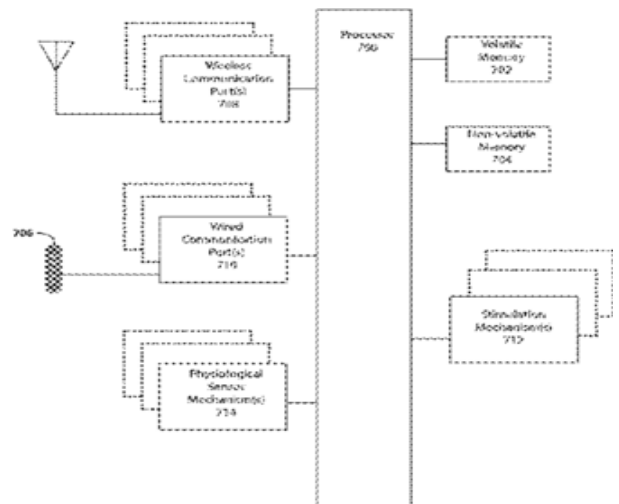 Processor
700
Wireless
Communication
Port(s)
708
Volatile
Memory
702
Non-volatile
Memory
704
706
Wired
Communication
Port(s)
710
Stimulation
Mechanism(s)
712
Physiological
Sensor
Mechanism(s)
714